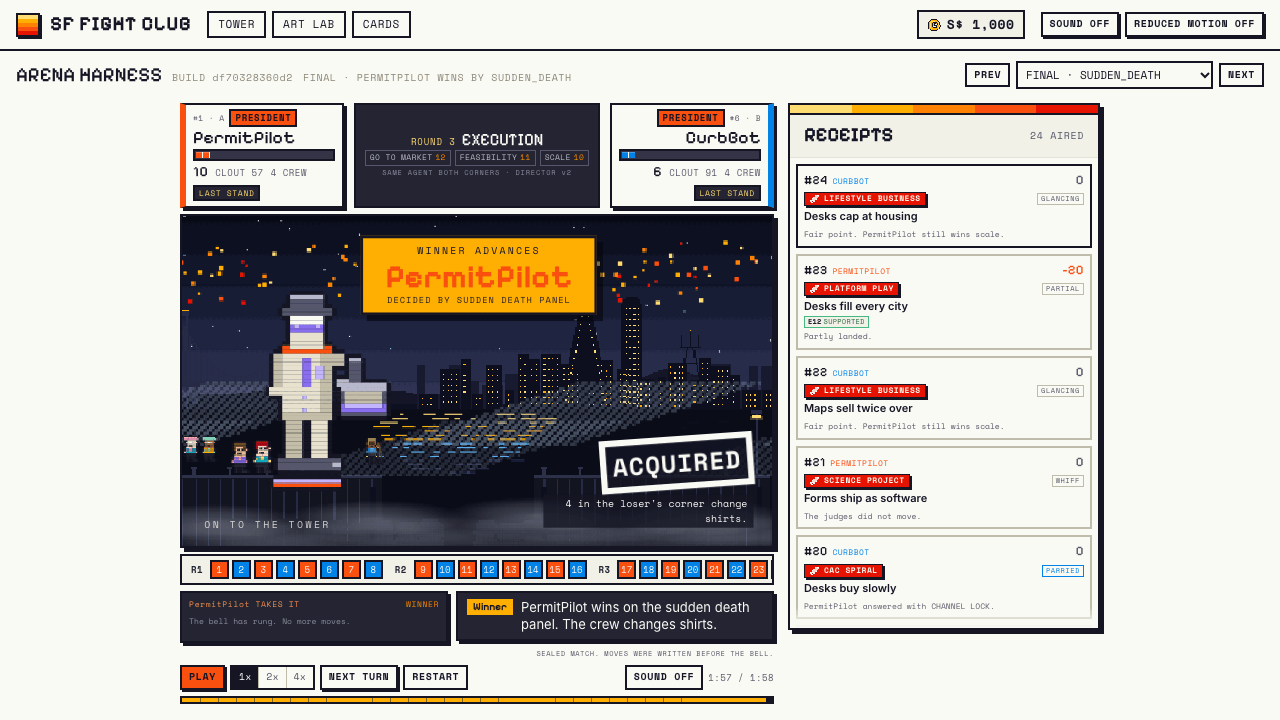 SF FIGHT CLUB
TOWER
ART LAB
CARDS
S$ 1,000
SOUND OFF
REDUCED MOTION OFF
ARENA HARNESS
BUILD df70328360d2 FINAL · PERMITPILOT WINS BY SUDDEN_DEATH
PREV
FINAL · SUDDEN_DEATH
NEXT
#1 · A PRESIDENT
PermitPilot
10 CLOUT 57 4 CREW
LAST STAND
ROUND 3 EXECUTION
GO TO MARKET 12
FEASIBILITY 11
SCALE 10
SAME AGENT BOTH CORNERS · DIRECTOR v2
PRESIDENT #6 · B
CurbBot
6 CLOUT 91 4 CREW
LAST STAND
WINNER ADVANCES
PermitPilot
DECIDED BY SUDDEN DEATH PANEL
ACQUIRED
4 in the loser's corner change
shirts.
ON TO THE TOWER
R1 1 2 3 4 5 6 7 8 R2 9 10 11 12 13 14 15 16 R3 17 18 19 20 21 22 23
PermitPilot TAKES IT
WINNER
The bell has rung. No more moves.
Winner
PermitPilot wins on the sudden death
panel. The crew changes shirts.
SEALED MATCH. MOVES WERE WRITTEN BEFORE THE BELL.
PLAY
1x
2x
4x
NEXT TURN
RESTART
SOUND OFF
1:57 / 1:58
RECEIPTS
24 AIRED
#24 CURBBOT
0
LIFESTYLE BUSINESS
GLANCING
Desks cap at housing
Fair point. PermitPilot still wins scale.
#23 PERMITPILOT
-20
PLATFORM PLAY
PARTIAL
Desks fill every city
E12 SUPPORTED
Partly landed.
#22 CURBBOT
0
LIFESTYLE BUSINESS
GLANCING
Maps sell twice over
Fair point. PermitPilot still wins scale.
#21 PERMITPILOT
0
SCIENCE PROJECT
WHIFF
Forms ship as software
The judges did not move.
#20 CURBBOT
0
CAC SPIRAL
PARRIED
Desks buy slowly
PermitPilot answered with CHANNEL LOCK.